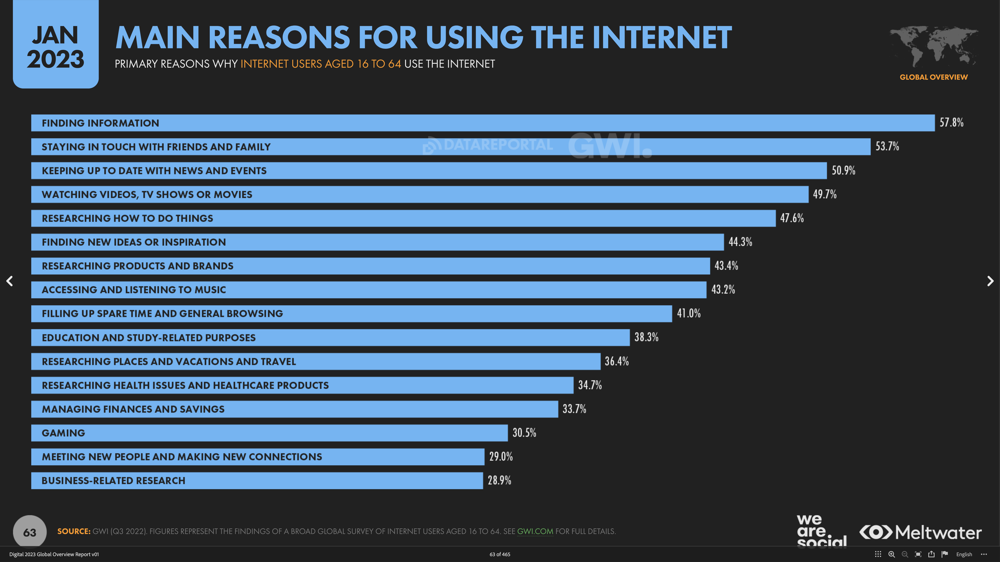 JAN
2023
MAIN REASONS FOR USING THE INTERNET
PRIMARY REASONS WHY INTERNET USERS AGED 16 TO 64 USE THE INTERNET
GLOBAL OVERVIEW
FINDING INFORMATION 57.8%
DATAREPORTAL GWI.
STAYING IN TOUCH WITH FRIENDS AND FAMILY 53.7%
KEEPING UP TO DATE WITH NEWS AND EVENTS 50.9%
WATCHING VIDEOS, TV SHOWS OR MOVIES 49.7%
RESEARCHING HOW TO DO THINGS 47.6%
FINDING NEW IDEAS OR INSPIRATION 44.3%
RESEARCHING PRODUCTS AND BRANDS 43.4%
ACCESSING AND LISTENING TO MUSIC 43.2%
FILLING UP SPARE TIME AND GENERAL BROWSING 41.0%
EDUCATION AND STUDY-RELATED PURPOSES 38.3%
RESEARCHING PLACES AND VACATIONS AND TRAVEL 36.4%
RESEARCHING HEALTH ISSUES AND HEALTHCARE PRODUCTS 34.7%
MANAGING FINANCES AND SAVINGS 33.7%
GAMING 30.5%
MEETING NEW PEOPLE AND MAKING NEW CONNECTIONS 29.0%
BUSINESS-RELATED RESEARCH 28.9%
63
SOURCE: GWI (Q3 2022). FIGURES REPRESENT THE FINDINGS OF A BROAD GLOBAL SURVEY OF INTERNET USERS AGED 16 TO 64. SEE GWI.COM FOR FULL DETAILS.
we
are
social
Meltwater
Digital 2023 Global Overview Report v01
63 of 465
English